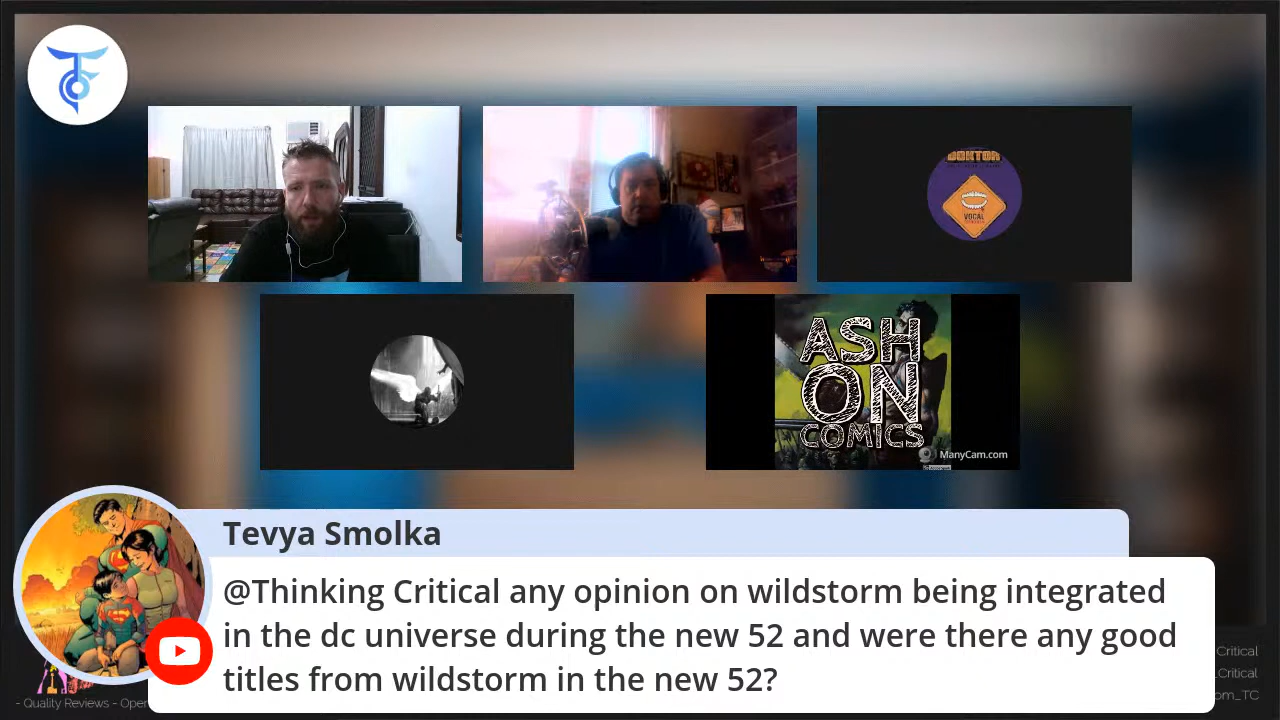 DOKTOR
VOCAL
ASH
ON
COMICS
ManyCam.com
Tevya Smolka
@Thinking Critical any opinion on wildstorm being integrated
in the dc universe during the new 52 and were there any good
titles from wildstorm in the new 52?
Critical
_Critical
om_TC
- Quality Reviews - Oper